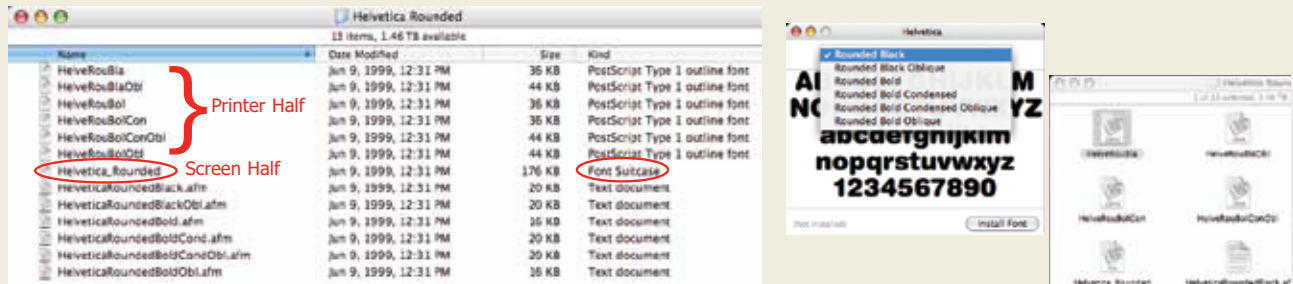 Helvetica Rounded
13 items, 1.46 TB available
Name Date Modified Size Kind
HelveRouBla Jun 9, 1999, 12:31 PM 36 KB PostScript Type 1 outline font
HelveRouBlaObl Jun 9, 1999, 12:31 PM 44 KB PostScript Type 1 outline font
HelveRouBol Jun 9, 1999, 12:31 PM 36 KB PostScript Type 1 outline font
HelveRouBolCon Jun 9, 1999, 12:31 PM 36 KB PostScript Type 1 outline font
HelveRouBolConObl Jun 9, 1999, 12:31 PM 44 KB PostScript Type 1 outline font
HelveRouBolObl Jun 9, 1999, 12:31 PM 44 KB PostScript Type 1 outline font
Printer Half
Helvetica_Rounded Jun 9, 1999, 12:31 PM 176 KB Font Suitcase
Screen Half
HelveticaRoundedBlack.afm Jun 9, 1999, 12:31 PM 20 KB Text document
HelveticaRoundedBlackObl.afm Jun 9, 1999, 12:31 PM 20 KB Text document
HelveticaRoundedBold.afm Jun 9, 1999, 12:31 PM 16 KB Text document
HelveticaRoundedBoldCond.afm Jun 9, 1999, 12:31 PM 20 KB Text document
HelveticaRoundedBoldCondObl.afm Jun 9, 1999, 12:31 PM 20 KB Text document
HelveticaRoundedBoldObl.afm Jun 9, 1999, 12:31 PM 16 KB Text document
Helvetica
Rounded Black
Rounded Black Oblique
Rounded Bold
Rounded Bold Condensed
Rounded Bold Condensed Oblique
Rounded Bold Oblique
abcdefghijklm
nopqrstuvwxyz
1234567890
(Not installed) Install Font
HelveRouBla HelveRouBlaObl
HelveRouBolCon HelveRouBolConObl
Helvetica_Rounded